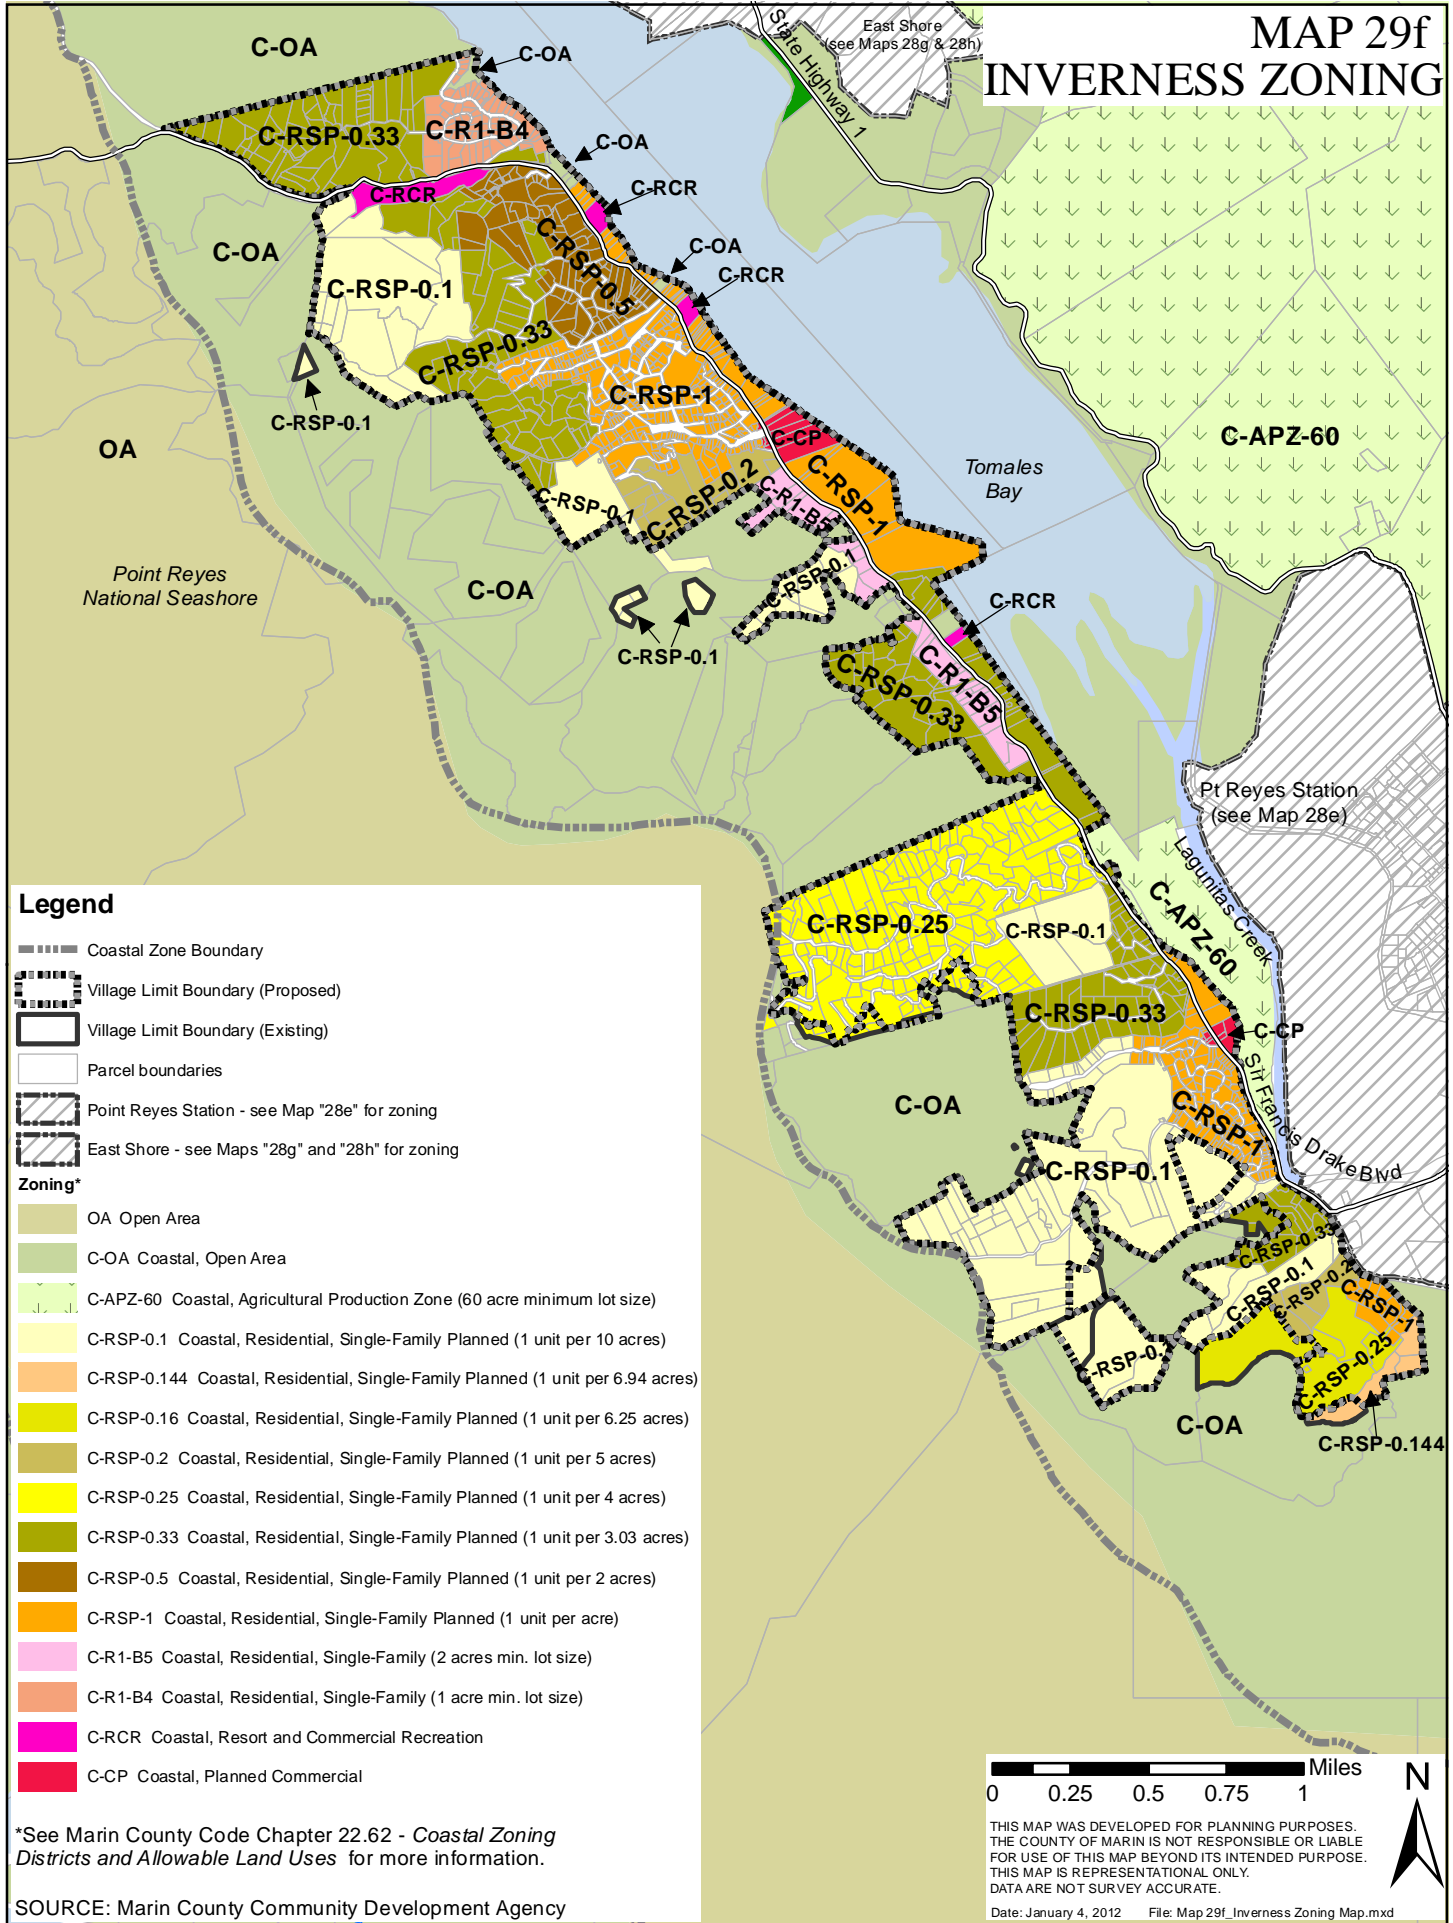 MAP 29f
INVERNESS ZONING
East Shore
(see Maps 28g & 28h)
State Highway 1
C-OA
C-OA
C-RSP-0.33
C-R1-B4
C-OA
C-RCR
C-RCR
C-OA
C-OA
C-RCR
C-RSP-0.5
C-RSP-0.1
C-RSP-0.33
C-RSP-0.1
C-RSP-1
C-CP
C-APZ-60
OA
Tomales
Bay
C-RSP-1
C-RSP-0.2
C-R1-B5
C-RSP-0.1
Point Reyes
National Seashore
C-OA
C-RSP-0.1
C-RCR
C-RSP-0.1
C-R1-B5
C-RSP-0.33
Pt Reyes Station
(see Map 28e)
Lagunitas Creek
C-APZ-60
C-RSP-0.25
C-RSP-0.1
C-RSP-0.33
C-CP
Sir Francis Drake Blvd
C-OA
C-RSP-1
C-RSP-0.1
C-RSP-0.33
C-RSP-0.1
C-RSP-0.2
C-RSP-1
C-RSP-0.25
C-RSP-0.1
C-OA
C-RSP-0.144
Legend
Coastal Zone Boundary
Village Limit Boundary (Proposed)
Village Limit Boundary (Existing)
Parcel boundaries
Point Reyes Station - see Map "28e" for zoning
East Shore - see Maps "28g" and "28h" for zoning
Zoning*
OA Open Area
C-OA Coastal, Open Area
C-APZ-60 Coastal, Agricultural Production Zone (60 acre minimum lot size)
C-RSP-0.1 Coastal, Residential, Single-Family Planned (1 unit per 10 acres)
C-RSP-0.144 Coastal, Residential, Single-Family Planned (1 unit per 6.94 acres)
C-RSP-0.16 Coastal, Residential, Single-Family Planned (1 unit per 6.25 acres)
C-RSP-0.2 Coastal, Residential, Single-Family Planned (1 unit per 5 acres)
C-RSP-0.25 Coastal, Residential, Single-Family Planned (1 unit per 4 acres)
C-RSP-0.33 Coastal, Residential, Single-Family Planned (1 unit per 3.03 acres)
C-RSP-0.5 Coastal, Residential, Single-Family Planned (1 unit per 2 acres)
C-RSP-1 Coastal, Residential, Single-Family Planned (1 unit per acre)
C-R1-B5 Coastal, Residential, Single-Family (2 acres min. lot size)
C-R1-B4 Coastal, Residential, Single-Family (1 acre min. lot size)
C-RCR Coastal, Resort and Commercial Recreation
C-CP Coastal, Planned Commercial
*See Marin County Code Chapter 22.62 - Coastal Zoning
Districts and Allowable Land Uses for more information.
SOURCE: Marin County Community Development Agency
Miles
0 0.25 0.5 0.75 1
N
THIS MAP WAS DEVELOPED FOR PLANNING PURPOSES.
THE COUNTY OF MARIN IS NOT RESPONSIBLE OR LIABLE
FOR USE OF THIS MAP BEYOND ITS INTENDED PURPOSE.
THIS MAP IS REPRESENTATIONAL ONLY.
DATA ARE NOT SURVEY ACCURATE.
Date: January 4, 2012 File: Map 29f_Inverness Zoning Map.mxd